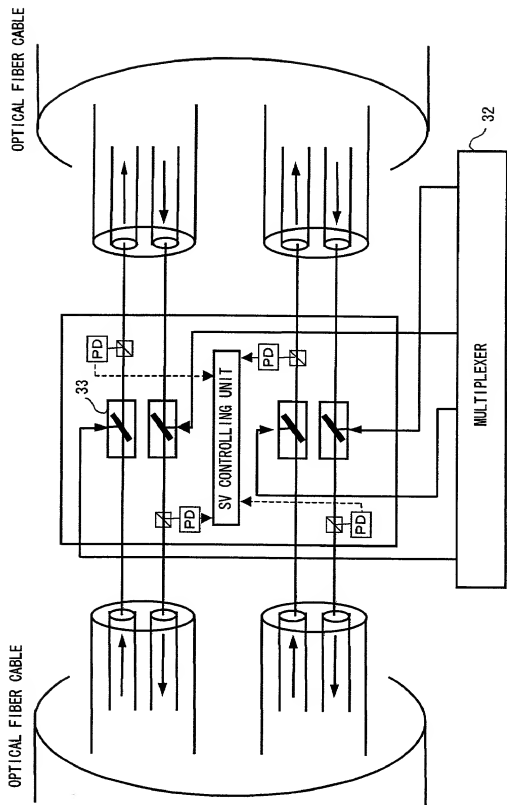 OPTICAL FIBER CABLE
OPTICAL FIBER CABLE
33
PD
PD
SV CONTROLLING UNIT
PD
PD
32
MULTIPLEXER